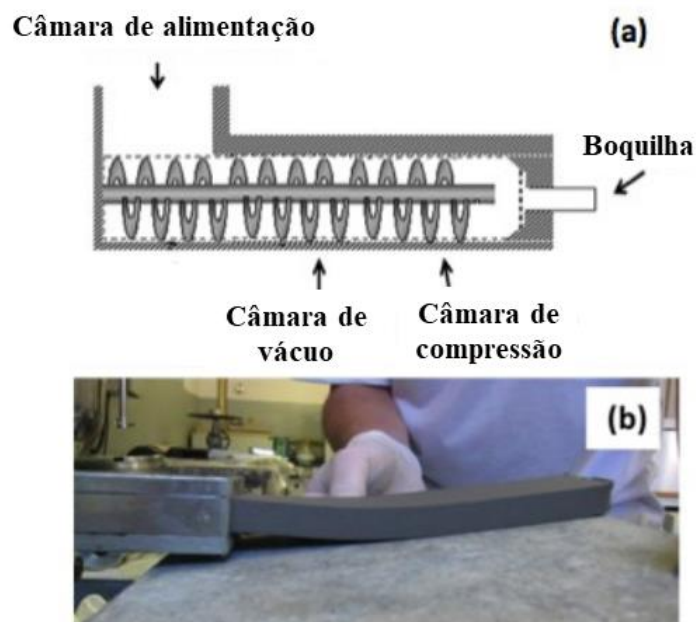 Câmara de alimentação
(a)
Boquilha
Câmara de
vácuo
Câmara de
compressão
(b)